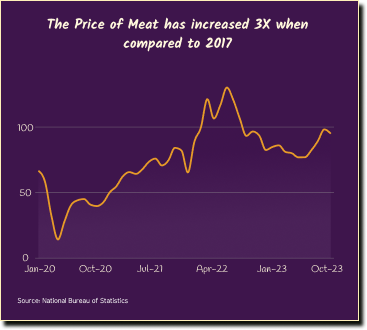 The Price of Meat has increased 3X when
compared to 2017
100
50
0
Jan-20 Oct-20 Jul-21 Apr-22 Jan-23 Oct-23
Source: National Bureau of Statistics